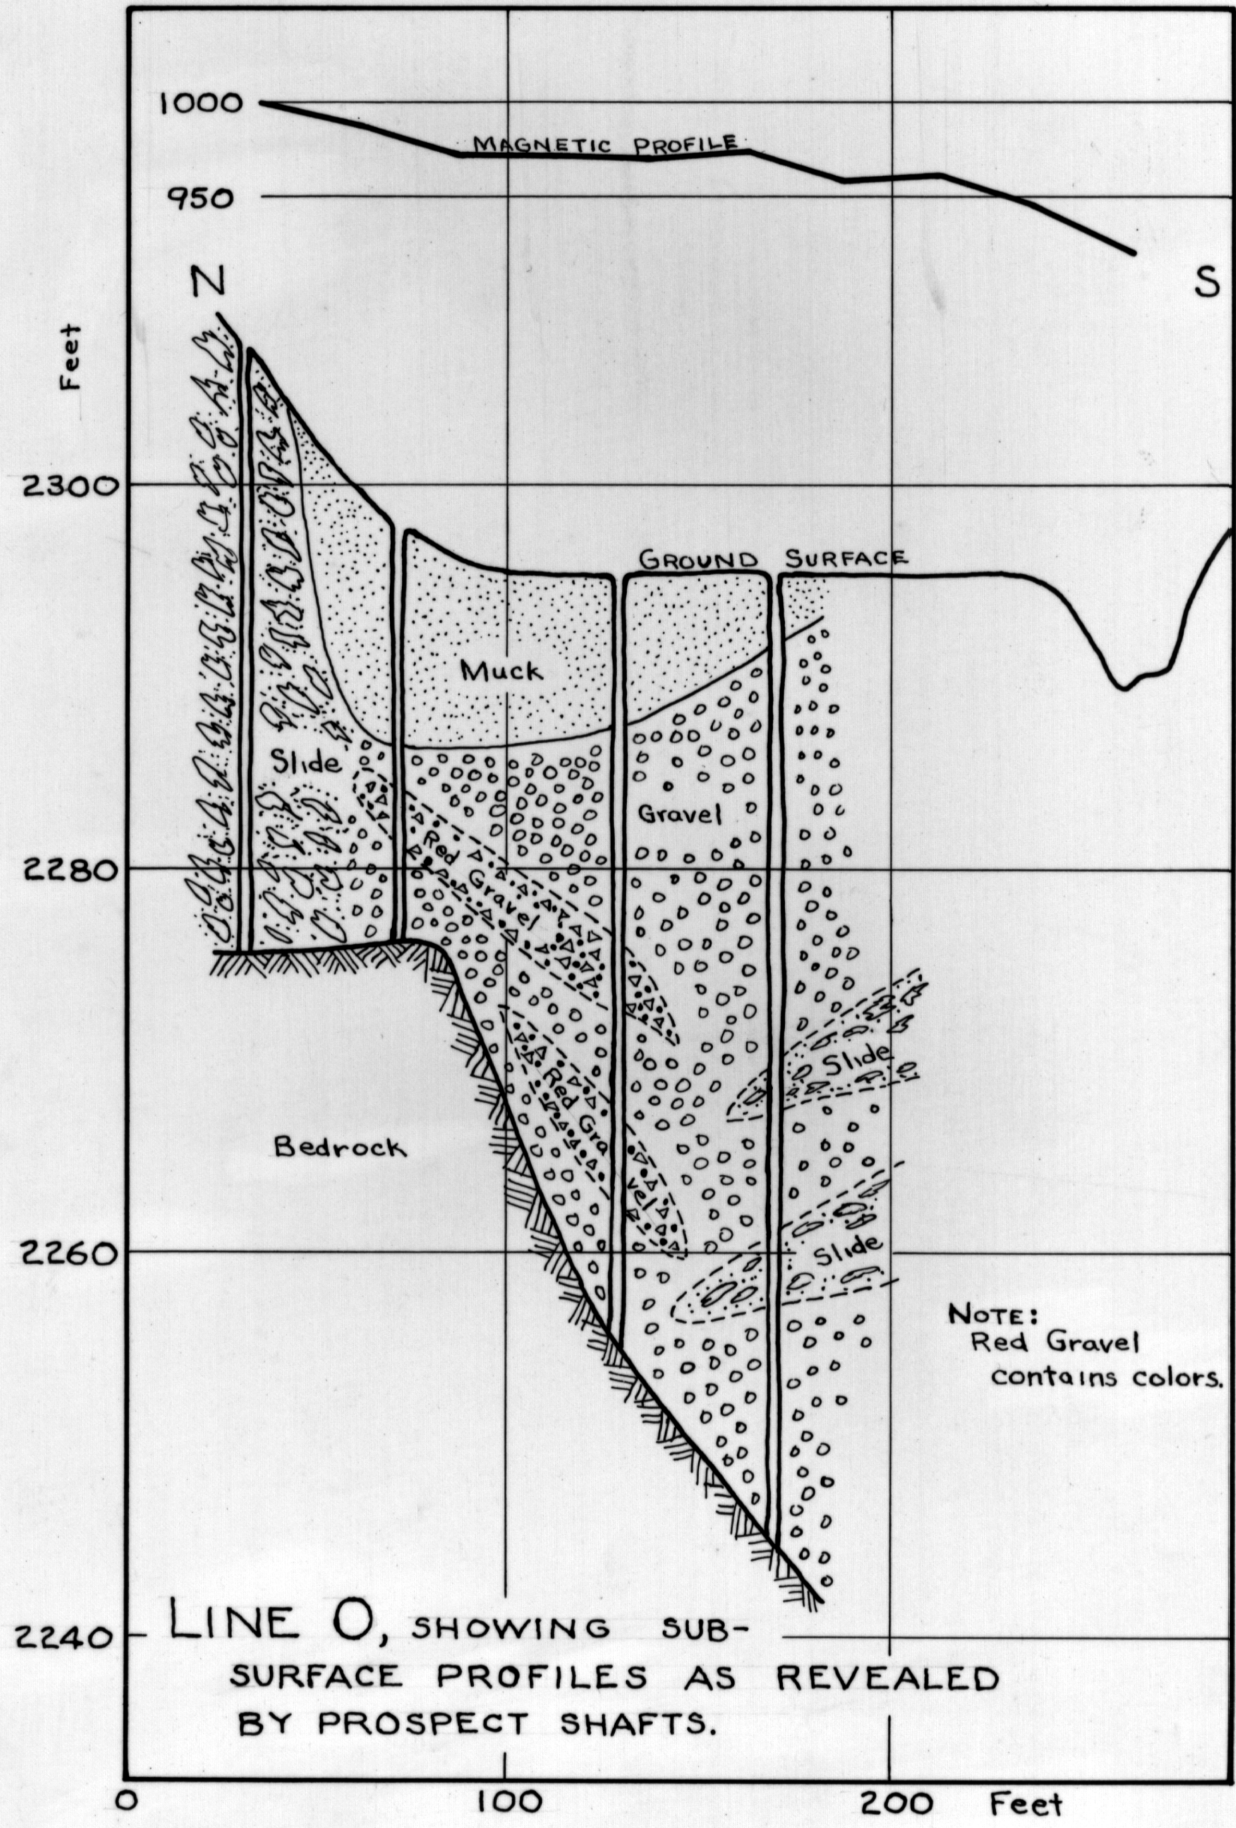 1000
MAGNETIC PROFILE
950
N
S
Feet
2300
GROUND SURFACE
Muck
Slide
Gravel
Red Gravel
2280
Slide
Red Gra
vel
Bedrock
2260
Slide
NOTE:
Red Gravel
contains colors.
2240
LINE O, SHOWING SUB-
SURFACE PROFILES AS REVEALED
BY PROSPECT SHAFTS.
0 100 200 Feet